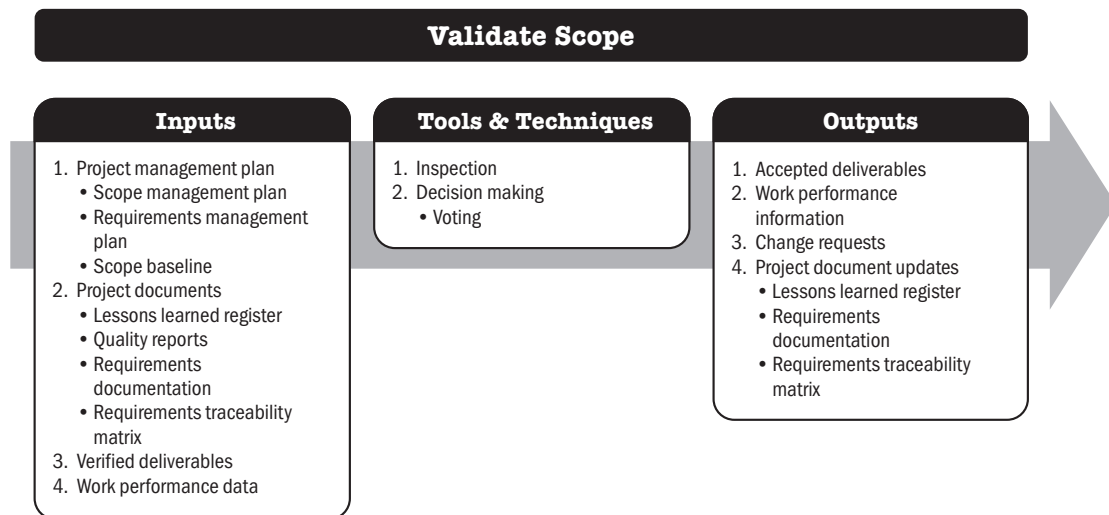 Validate Scope
Inputs
1. Project management plan
• Scope management plan
• Requirements management
plan
• Scope baseline
2. Project documents
• Lessons learned register
• Quality reports
• Requirements
documentation
• Requirements traceability
matrix
3. Verified deliverables
4. Work performance data
Tools & Techniques
1. Inspection
2. Decision making
• Voting
Outputs
1. Accepted deliverables
2. Work performance
information
3. Change requests
4. Project document updates
• Lessons learned register
• Requirements
documentation
• Requirements traceability
matrix